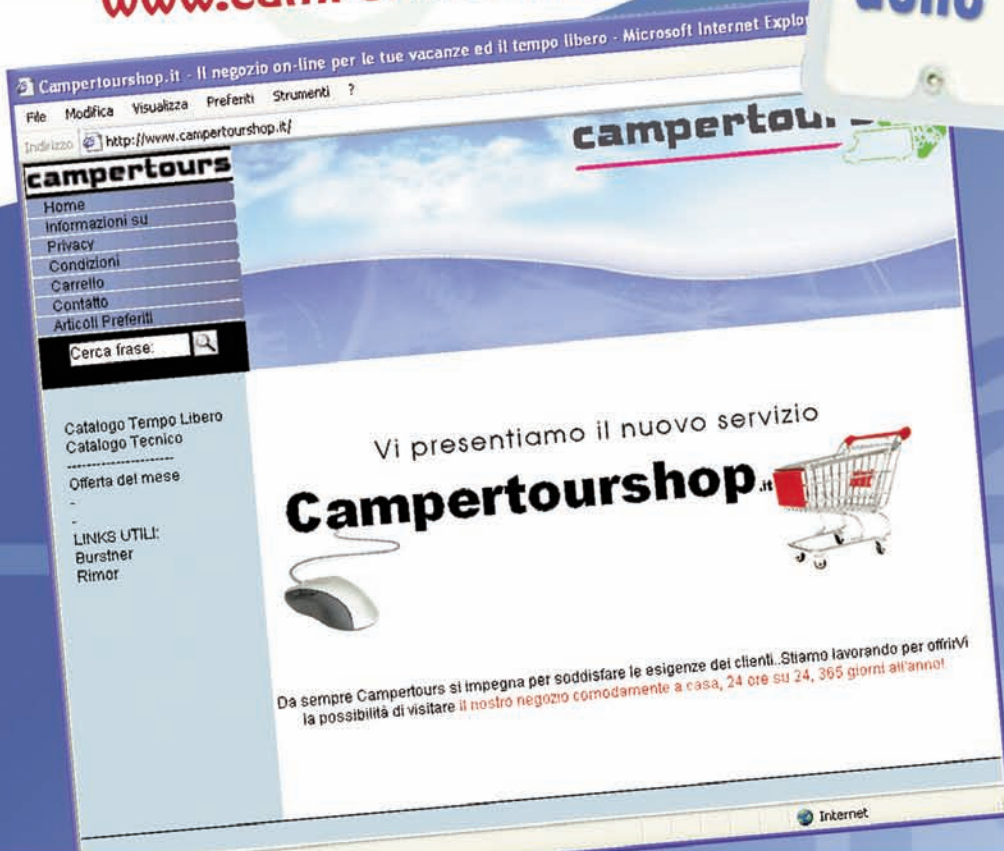 Campertourshop.it - Il negozio on-line per le tue vacanze ed il tempo libero - Microsoft Internet
File Modifica Visualizza Preferiti Strumenti ?
Indirizzo http://www.campertourshop.it/
campertours
Home
Informazioni su
Privacy
Condizioni
Carrello
Contatto
Articoli Preferiti
Cerca frase:
Catalogo Tempo Libero
Catalogo Tecnico
--------------------
Offerta del mese
-
-
LINKS UTILI:
Burstner
Rimor
Vi presentiamo il nuovo servizio
Campertourshop.it
Da sempre Campertours si impegna per soddisfare le esigenze dei clienti..Stiamo lavorando per offrirVi
la possibilità di visitare il nostro negozio comodamente a casa, 24 ore su 24, 365 giorni all'anno!
Internet